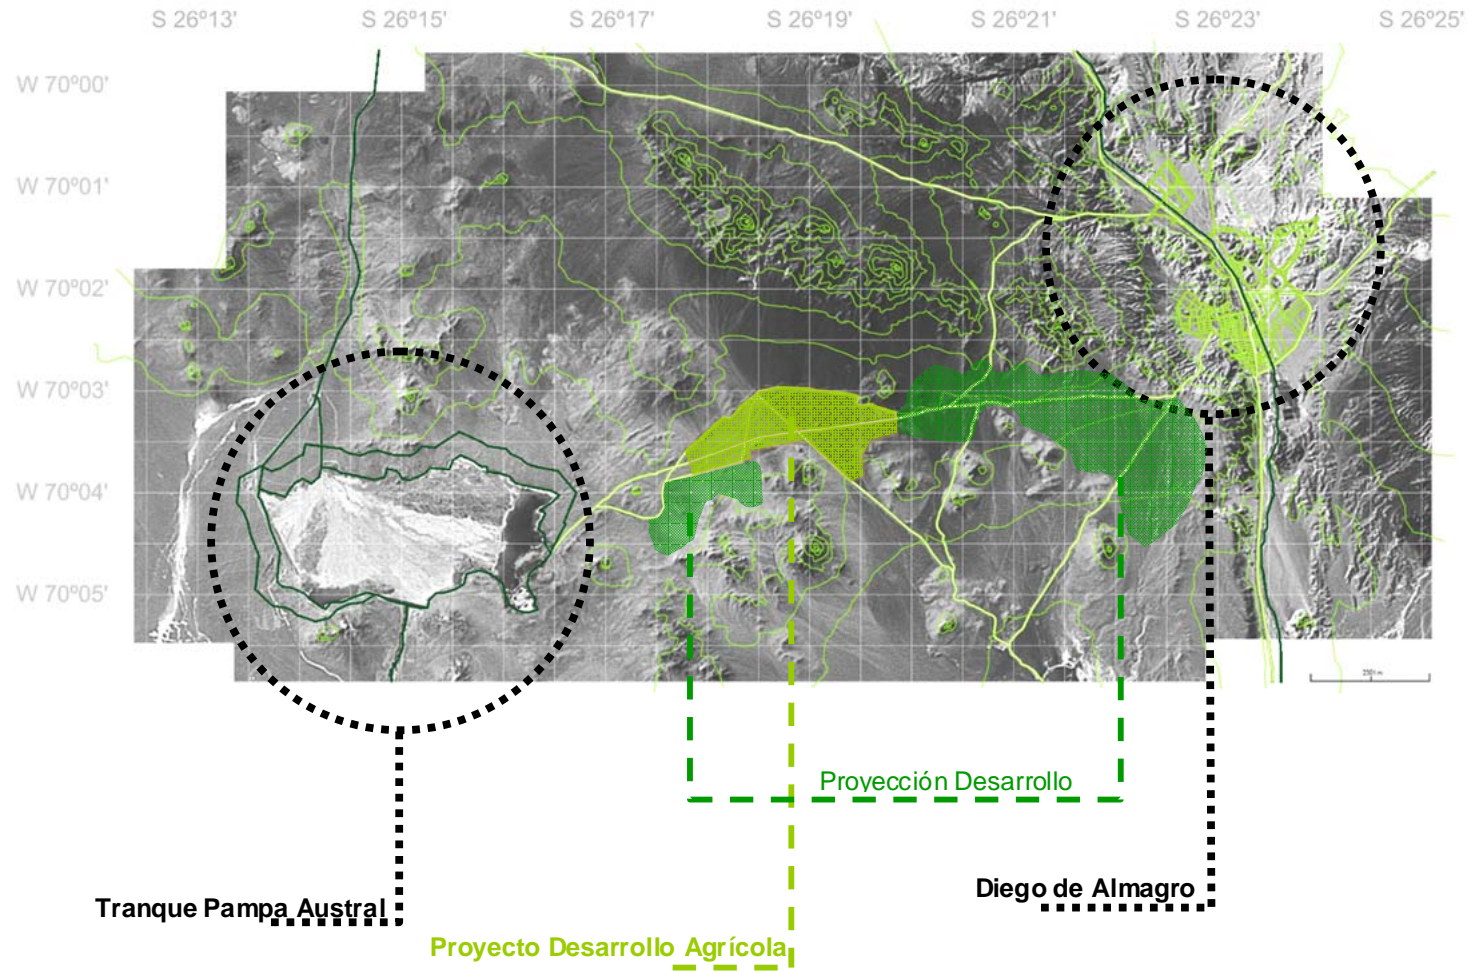 S 26º13' S 26º15' S 26º17' S 26º19' S 26º21' S 26º23' S 26º25'
W 70º00'
W 70º01'
W 70º02'
W 70º03'
W 70º04'
W 70º05'
Proyección Desarrollo
Diego de Almagro
Tranque Pampa Austral
Proyecto Desarrollo Agrícola